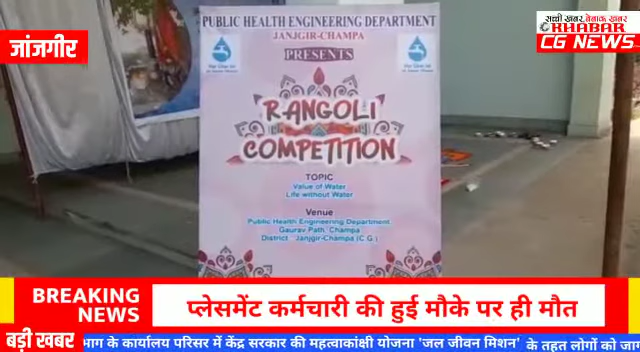 जांजगीर
सच्ची खबर,बेबाक खबर
KHABAR
CG NEWS
PUBLIC HEALTH ENGINEERING DEPARTMENT
JANJGIR-CHAMPA
PRESENTS
RANGOLI
COMPETITION
TOPIC
Value of Water
Life without Water
Venue
Public Health Engineering Department
Gaurav Path, Champa
District : Janjgir-Champa (C.G.)
BREAKING
NEWS
प्लेसमेंट कर्मचारी की हुई मौके पर ही मौत
बड़ी खबर
भाग के कार्यालय परिसर में केंद्र सरकार की महत्वाकांक्षी योजना 'जल जीवन मिशन' के तहत लोगों को